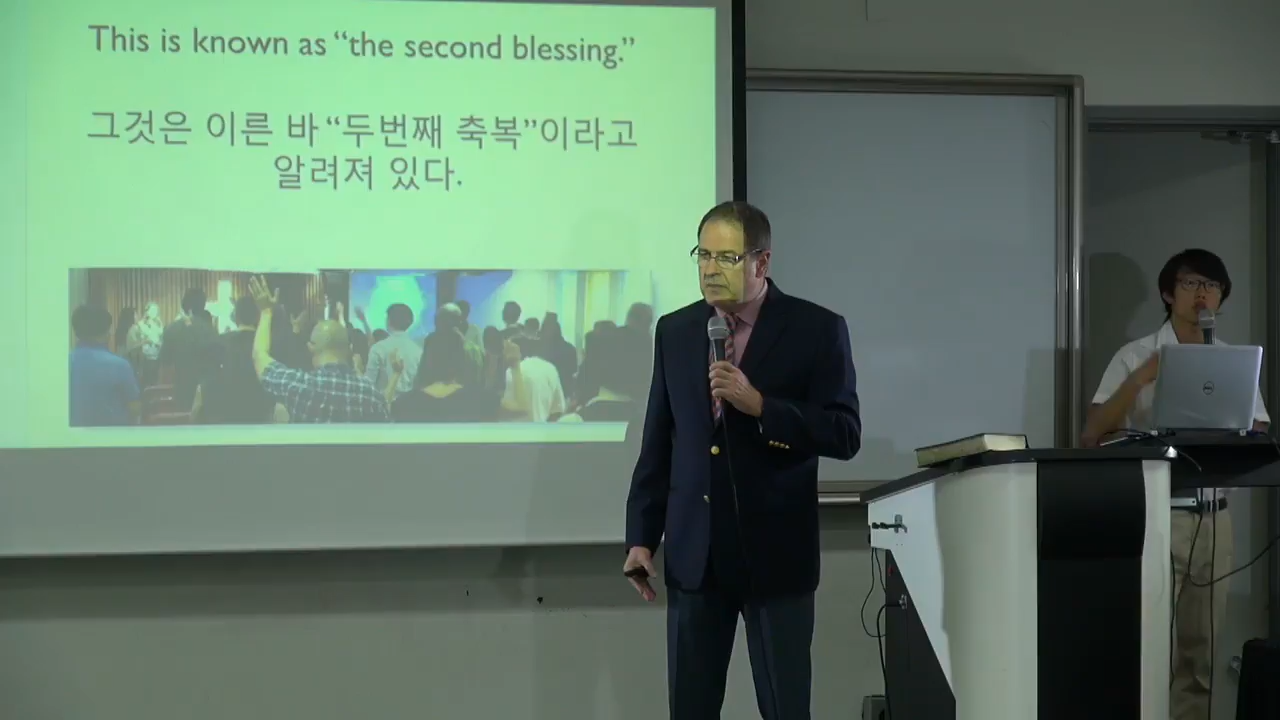 This is known as “the second blessing.”
그것은 이른 바 “두번째 축복”이라고
알려져 있다.
DELL